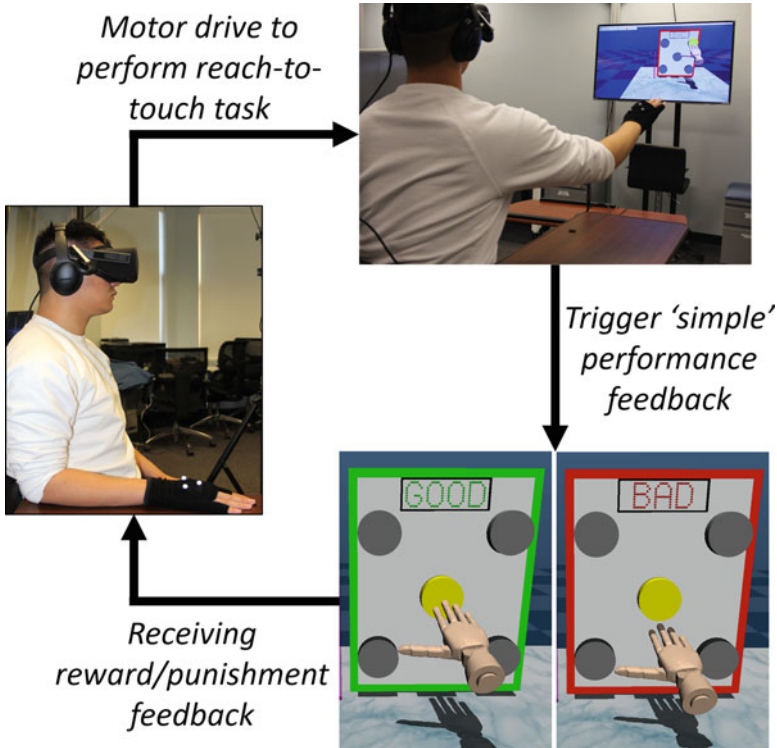 Motor drive to
perform reach-to-
touch task
Trigger ‘simple’
performance
feedback
GOOD
BAD
Receiving
reward/punishment
feedback